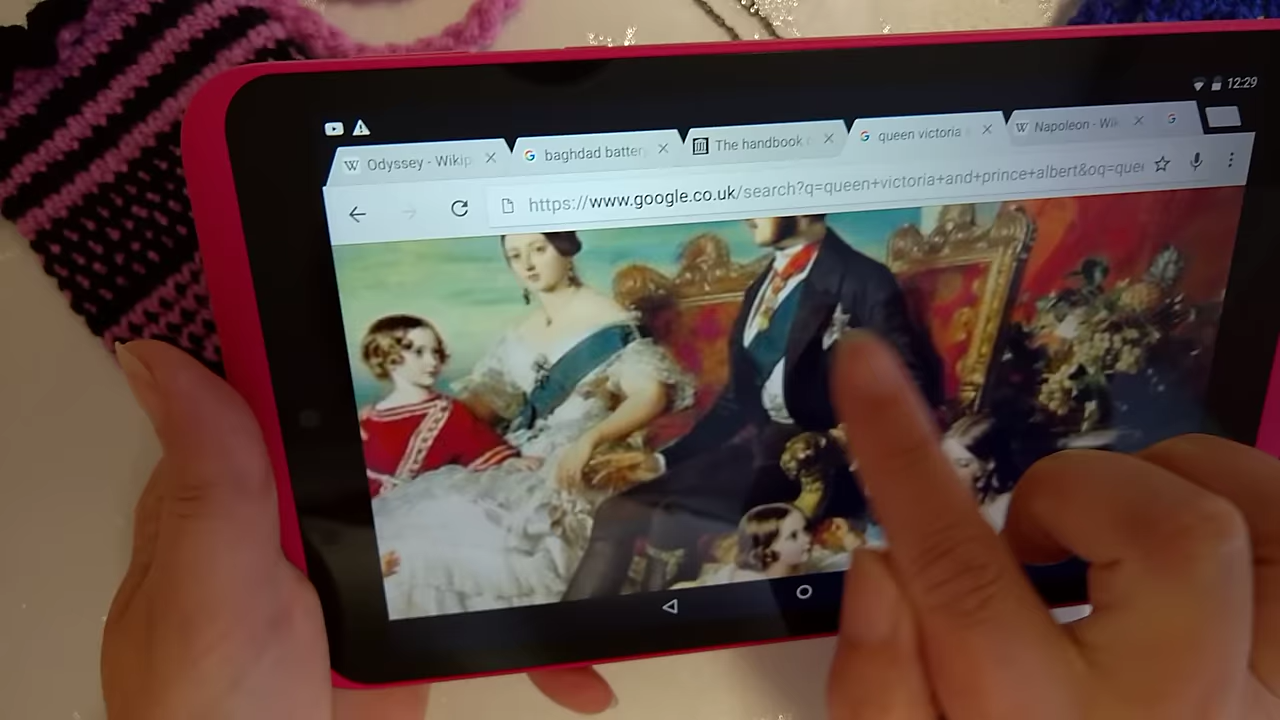 12:29
Odyssey - Wikip
baghdad batter
The handbook
queen victoria
Napoleon - Wik
https://www.google.co.uk/search?q=queen+victoria+and+prince+albert&oq=quee